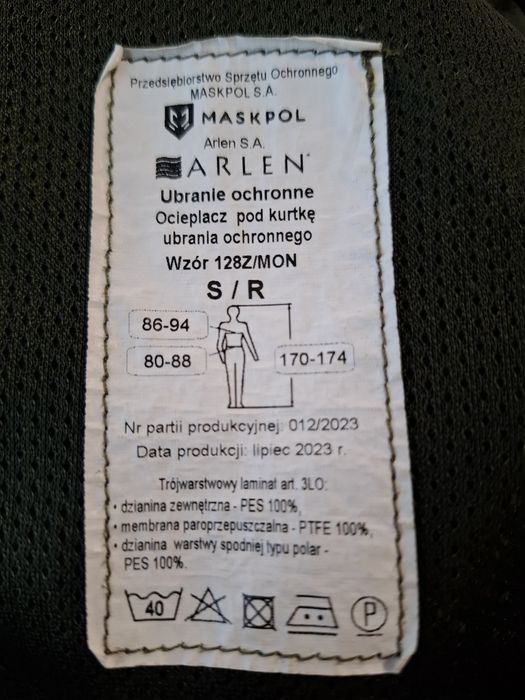 Przedsiębiorstwo Sprzętu Ochronnego
MASKPOL S.A.
MASKPOL
Arlen S.A.
ARLEN
Ubranie ochronne
Ocieplacz pod kurtkę
ubrania ochronnego
Wzór 128Z/MON
S / R
86-94
80-88
170-174
Nr partii produkcyjnej: 012/2023
Data produkcji: lipiec 2023 r.
Trójwarstwowy laminat art. 3LO:
• dzianina zewnętrzna - PES 100%,
• membrana paroprzepuszczalna - PTFE 100%,
• dzianina warstwy spodniej typu polar -
PES 100%.
40
P